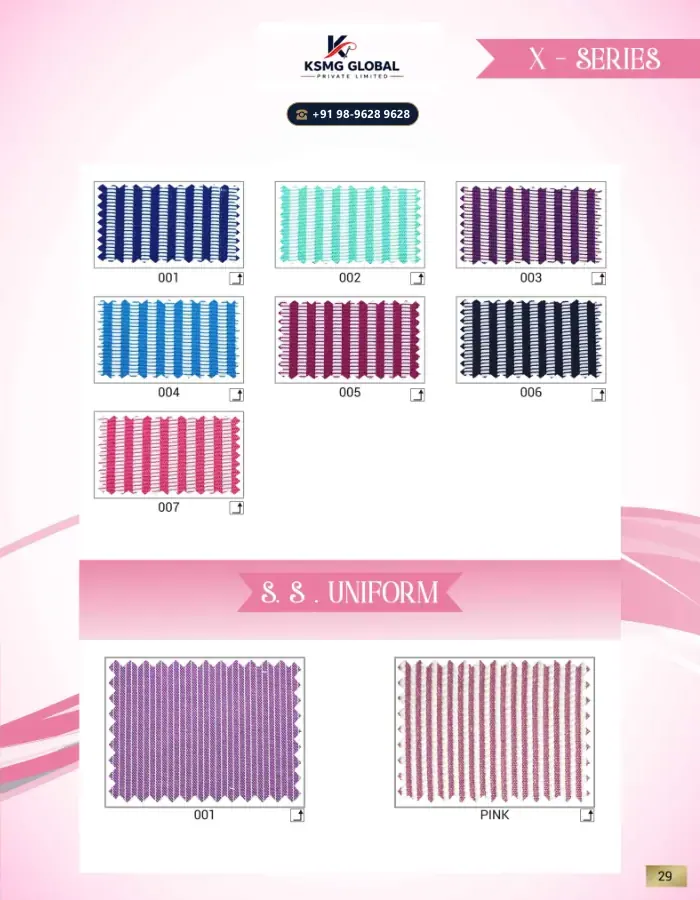 KSMG GLOBAL
PRIVATE LIMITED
X - SERIES
☎ +91 98-9628 9628
001
002
003
004
005
006
007
S. S . UNIFORM
001
PINK
29